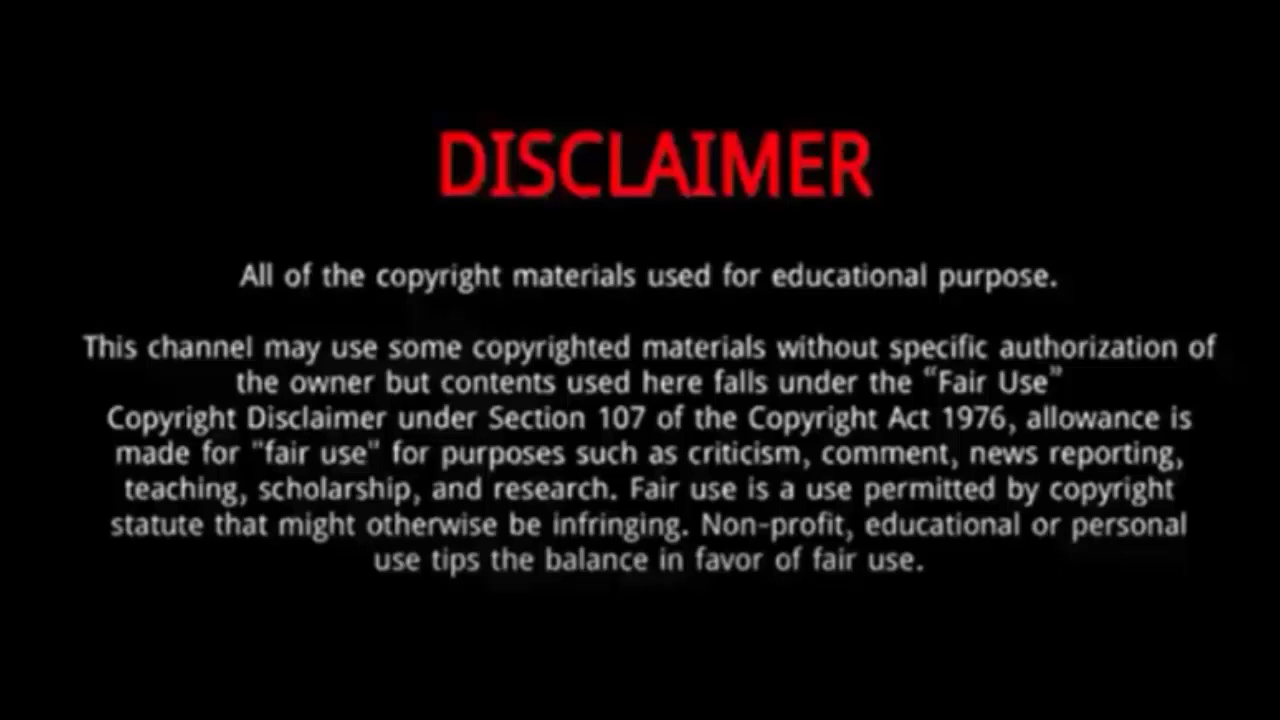 DISCLAIMER
All of the copyright materials used for educational purpose.
This channel may use some copyrighted materials without specific authorization of
the owner but contents used here falls under the “Fair Use”
Copyright Disclaimer under Section 107 of the Copyright Act 1976, allowance is
made for "fair use" for purposes such as criticism, comment, news reporting,
teaching, scholarship, and research. Fair use is a use permitted by copyright
statute that might otherwise be infringing. Non-profit, educational or personal
use tips the balance in favor of fair use.